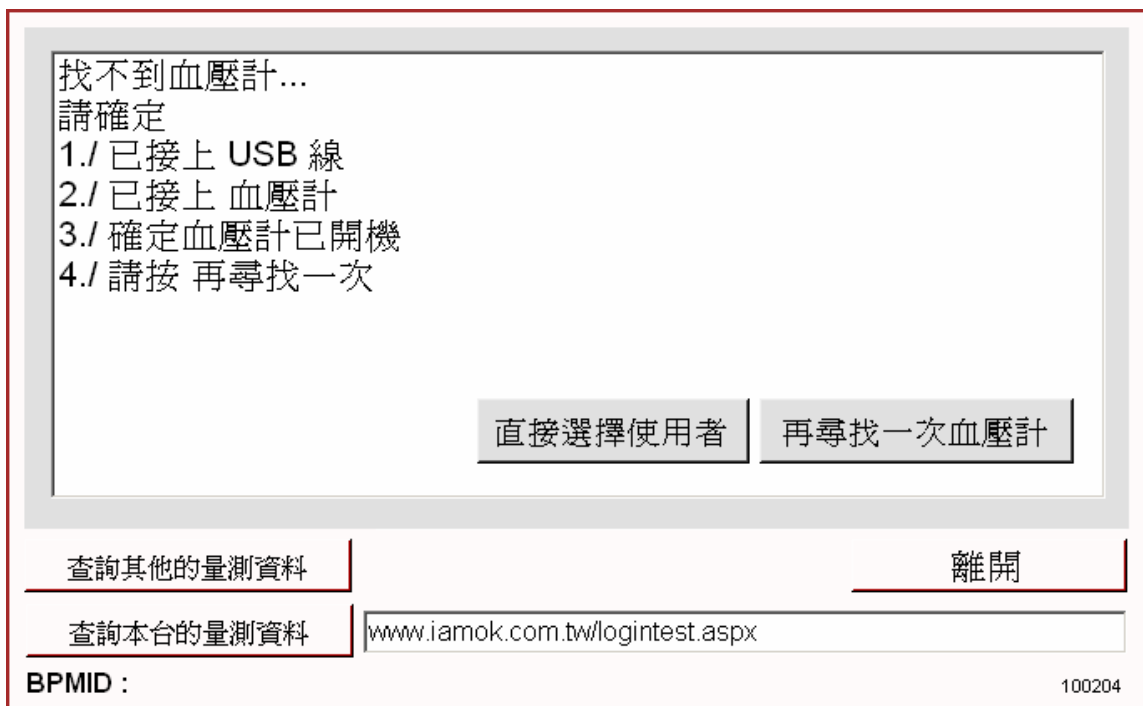 找不到血壓計...
請確定
1./ 已接上 USB 線
2./ 已接上 血壓計
3./ 確定血壓計已開機
4./ 請按 再尋找一次
直接選擇使用者
再尋找一次血壓計
查詢其他的量測資料
離開
查詢本台的量測資料
www.iamok.com.tw/logintest.aspx
BPMID :
100204